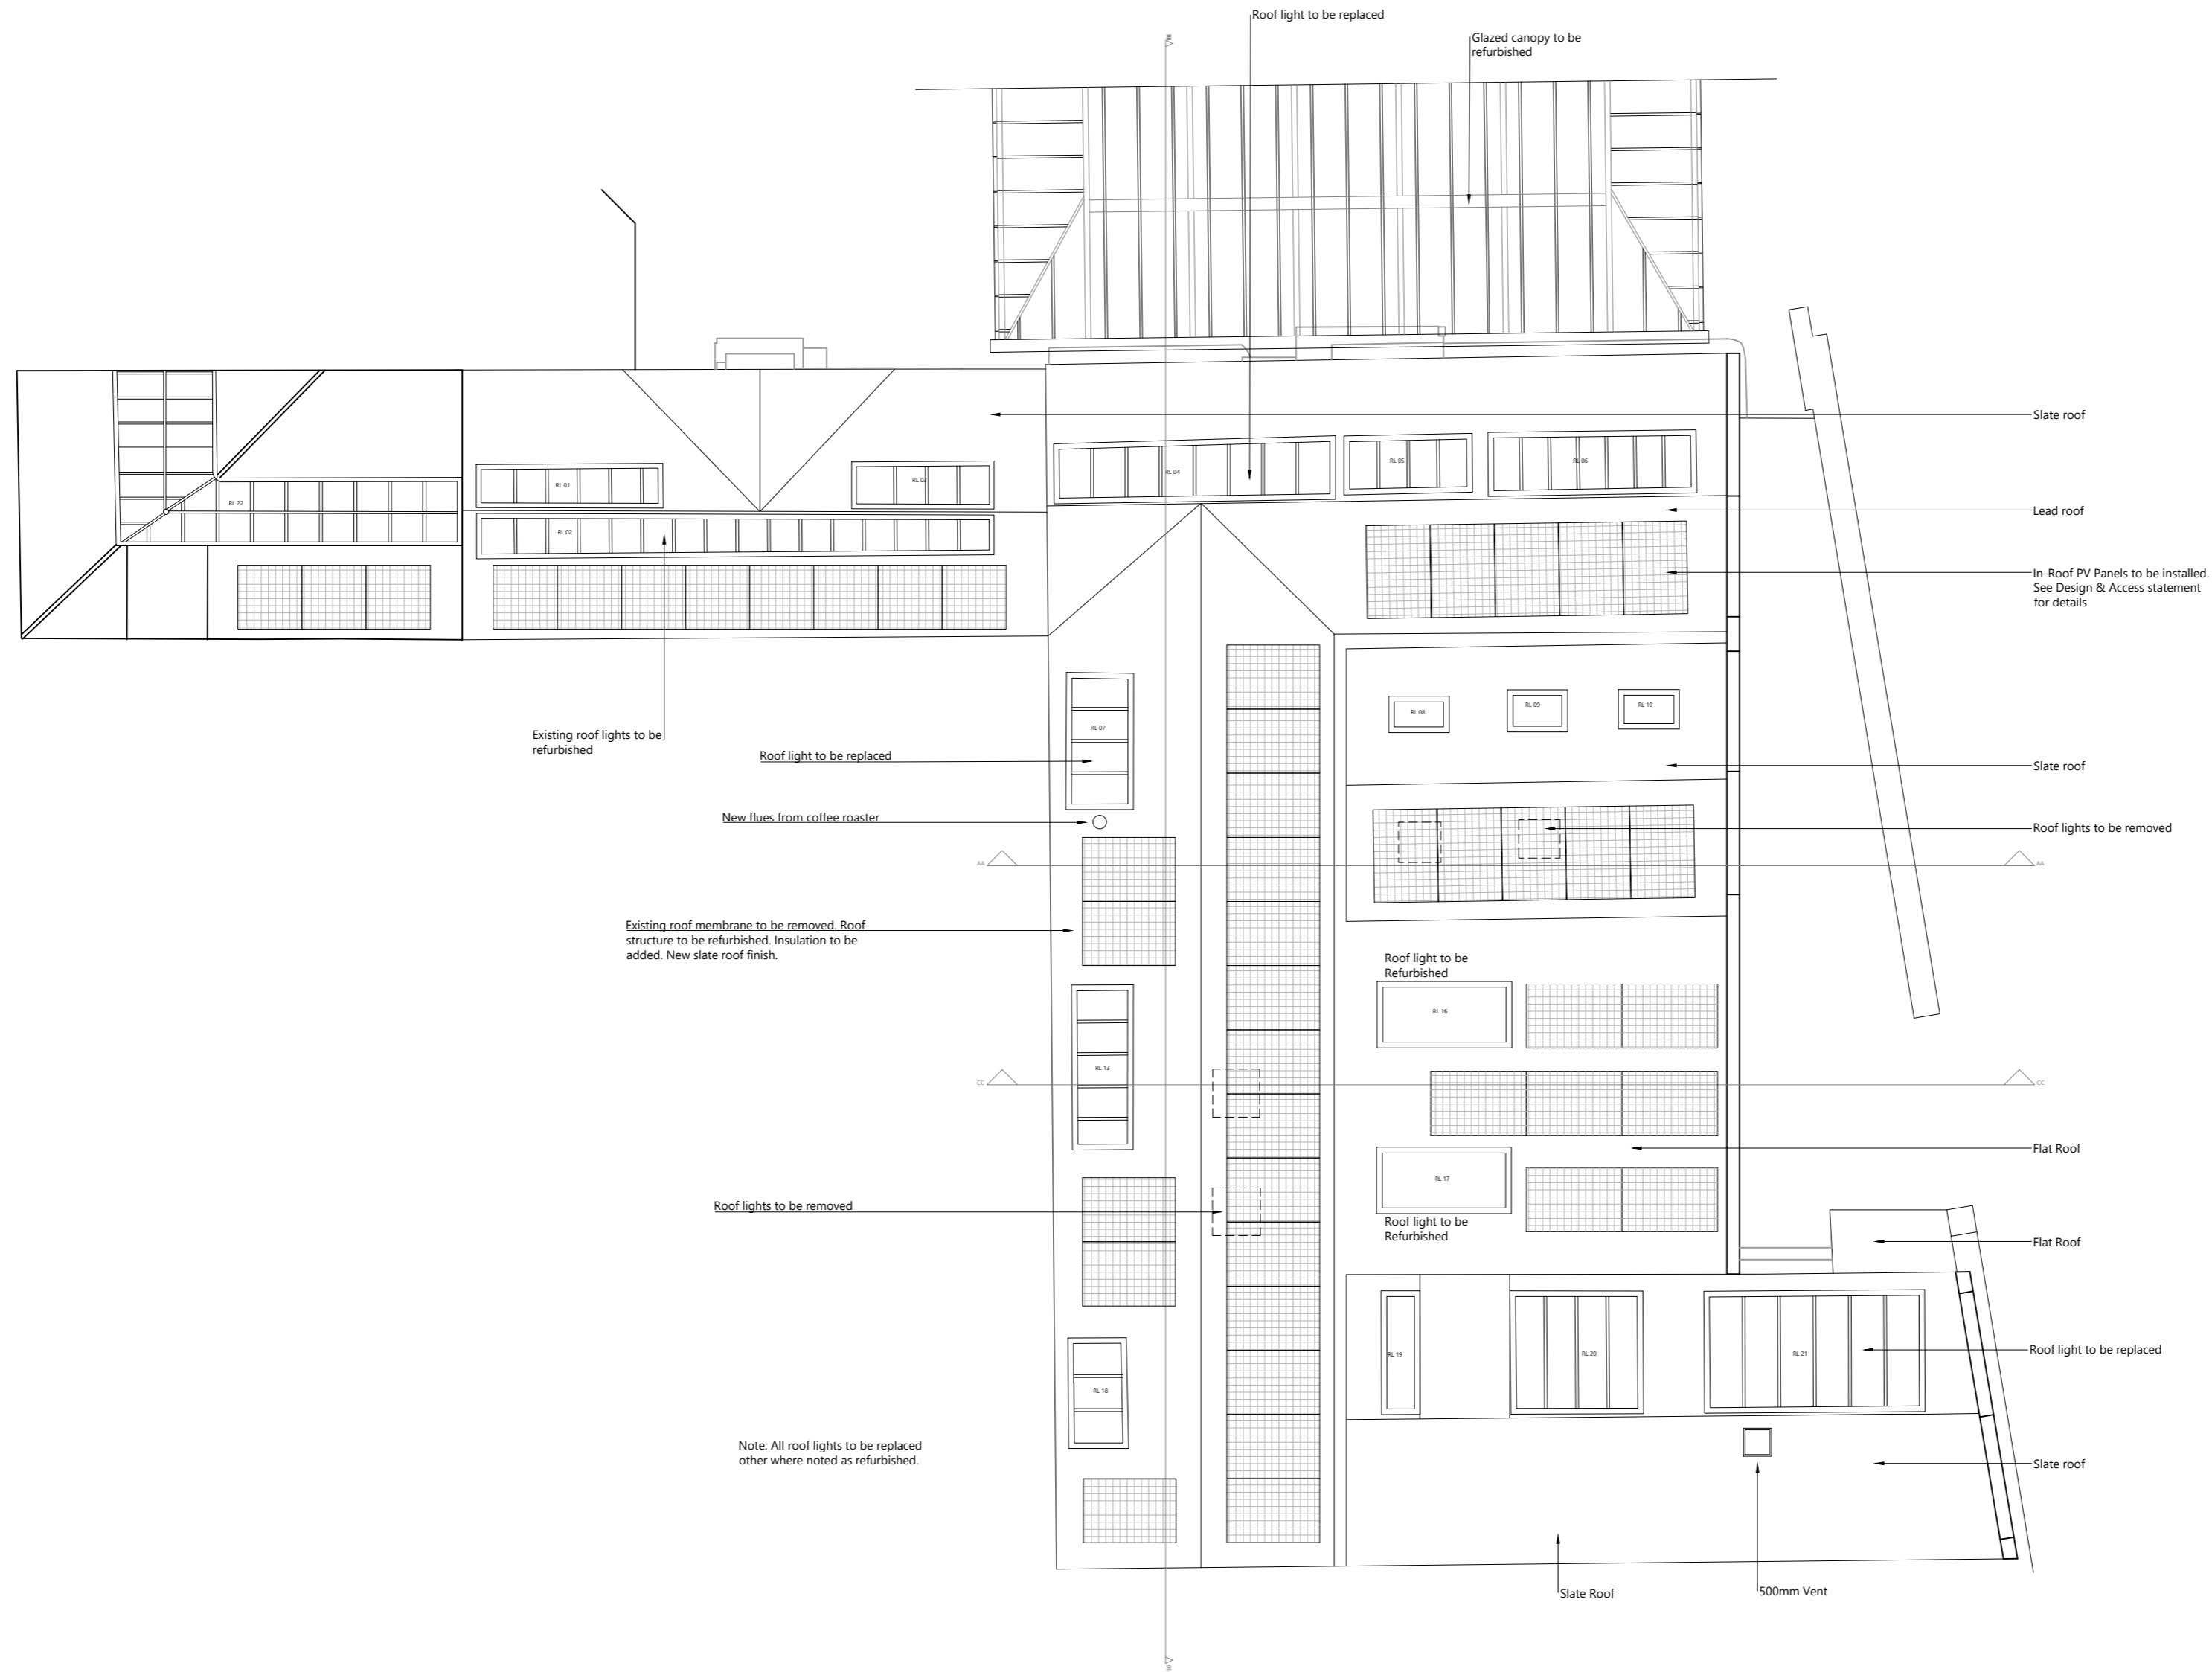 Roof light to be replaced
Glazed canopy to be
refurbished
Slate roof
RL 05
RL 06
RL 04
RL 03
RL 01
RL 22
Lead roof
RL 02
In-Roof PV Panels to be installed.
See Design & Access statement
for details
RL 08
RL 09
RL 10
RL 07
Existing roof lights to be
refurbished
Roof light to be replaced
Slate roof
New flues from coffee roaster
Roof lights to be removed
AA
AA
Existing roof membrane to be removed. Roof
structure to be refurbished. Insulation to be
added. New slate roof finish.
Roof light to be
Refurbished
RL 16
RL 13
CC
CC
Flat Roof
RL 17
Roof lights to be removed
Roof light to be
Refurbished
Flat Roof
RL 19
RL 20
RL 21
Roof light to be replaced
RL 18
Note: All roof lights to be replaced
other where noted as refurbished.
Slate roof
Slate Roof
500mm Vent